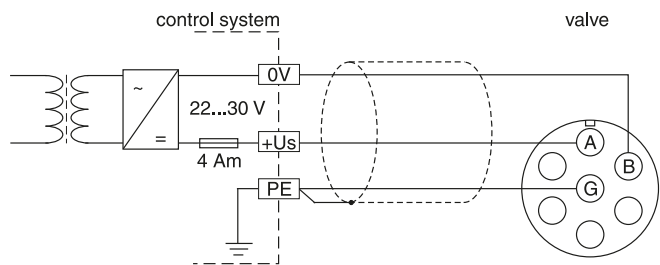 control system
valve
0V
~
=
22...30 V
4 Am
+Us
PE
A
B
G